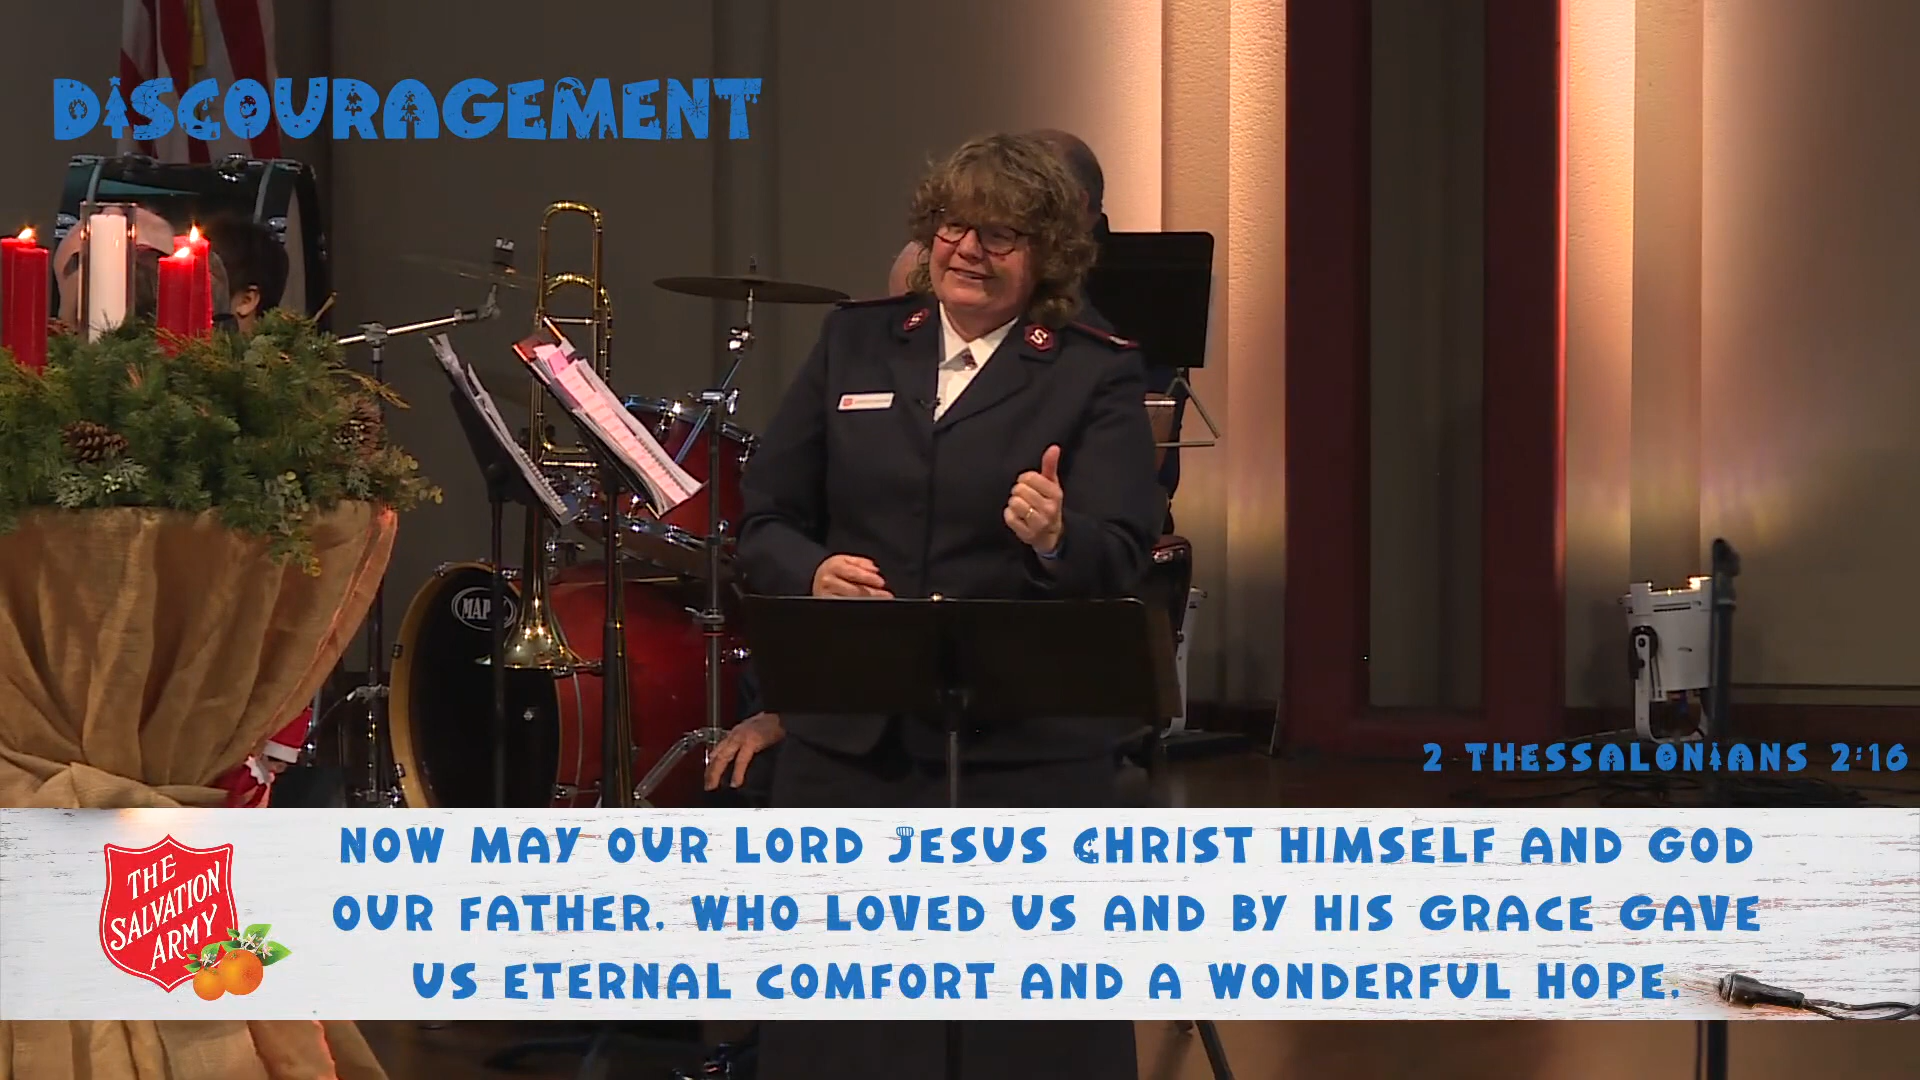 DISCOURAGEMENT
MAPEX
2 THESSALONIANS 2:16
NOW MAY OUR LORD JESUS CHRIST HIMSELF AND GOD
OUR FATHER, WHO LOVED US AND BY HIS GRACE GAVE
US ETERNAL COMFORT AND A WONDERFUL HOPE,
THE
SALVATION
ARMY